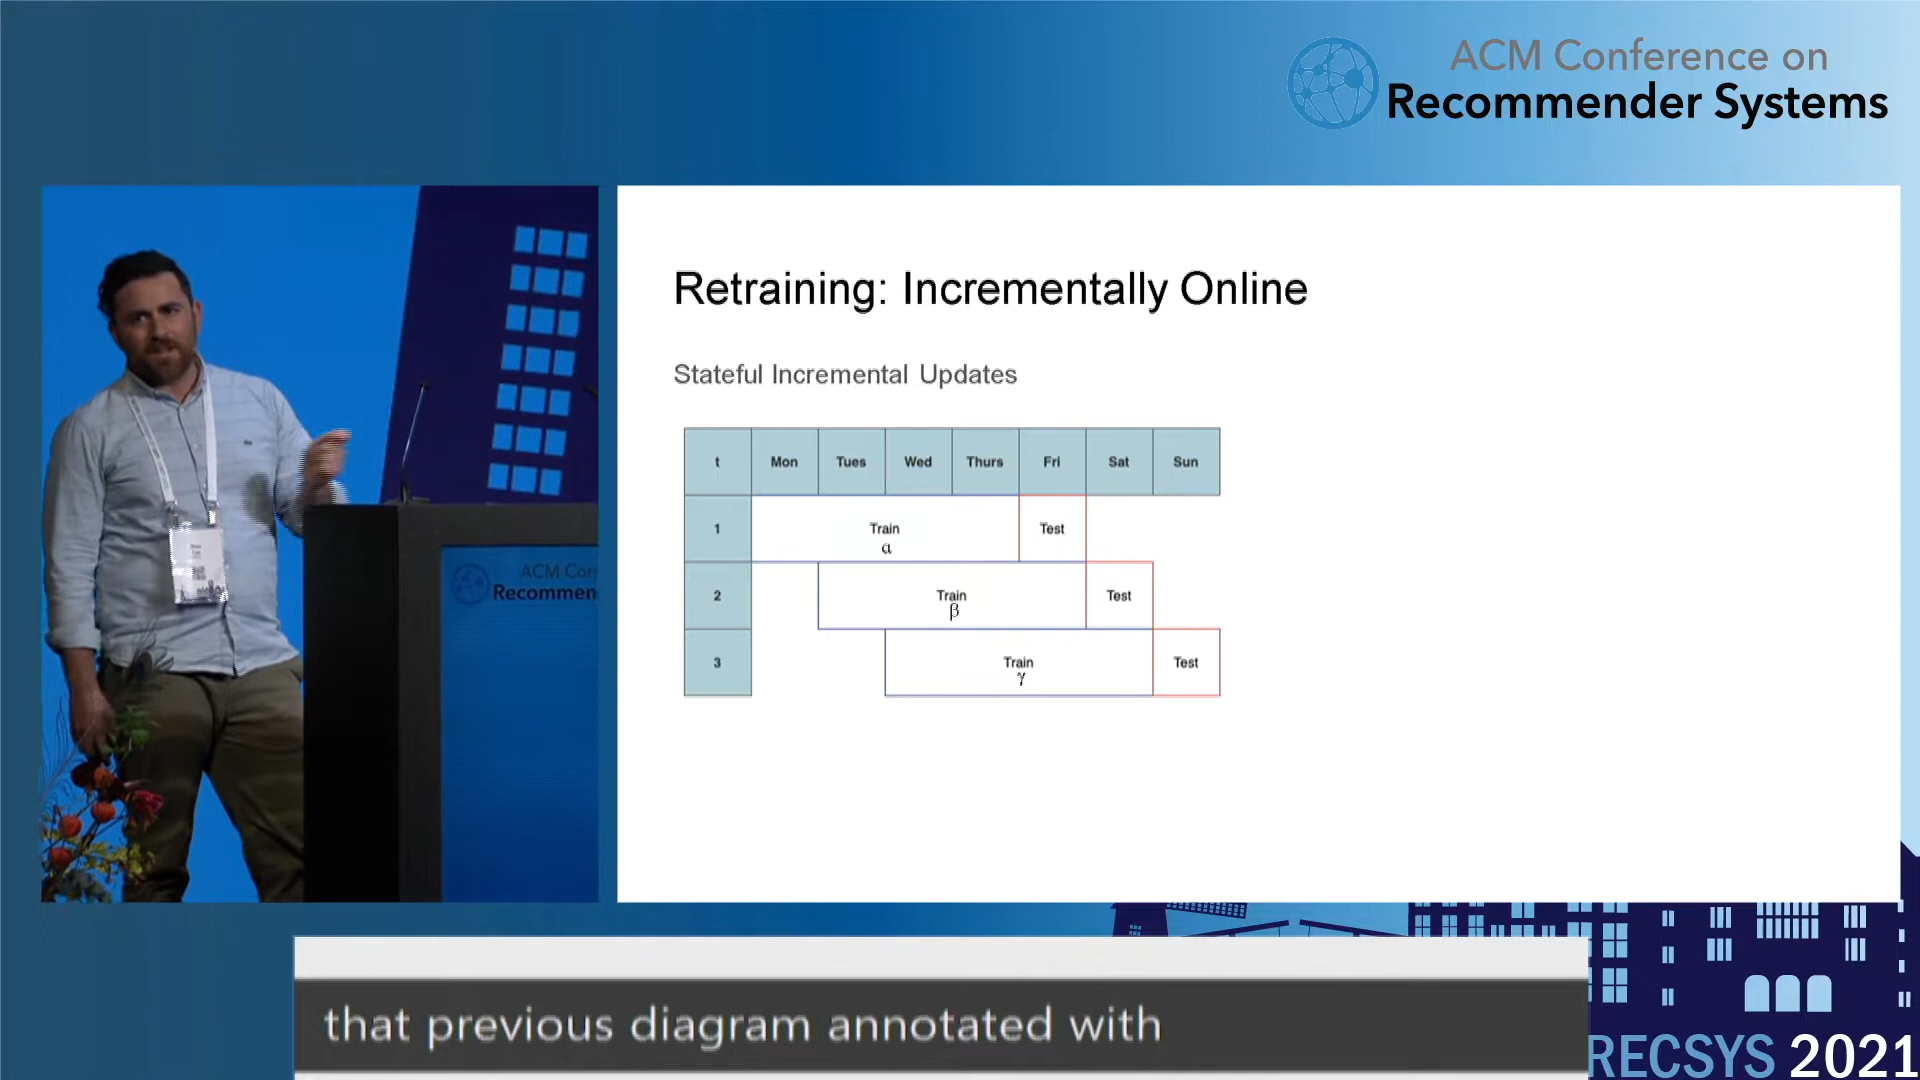 ACM Conference on
Recommender Systems
Retraining: Incrementally Online
Stateful Incremental Updates
t Mon Tues Wed Thurs Fri Sat Sun
1 Train Test
α
2 Train Test
β
3 Train Test
γ
ACM Con
Recommen
that previous diagram annotated with
RECSYS 2021